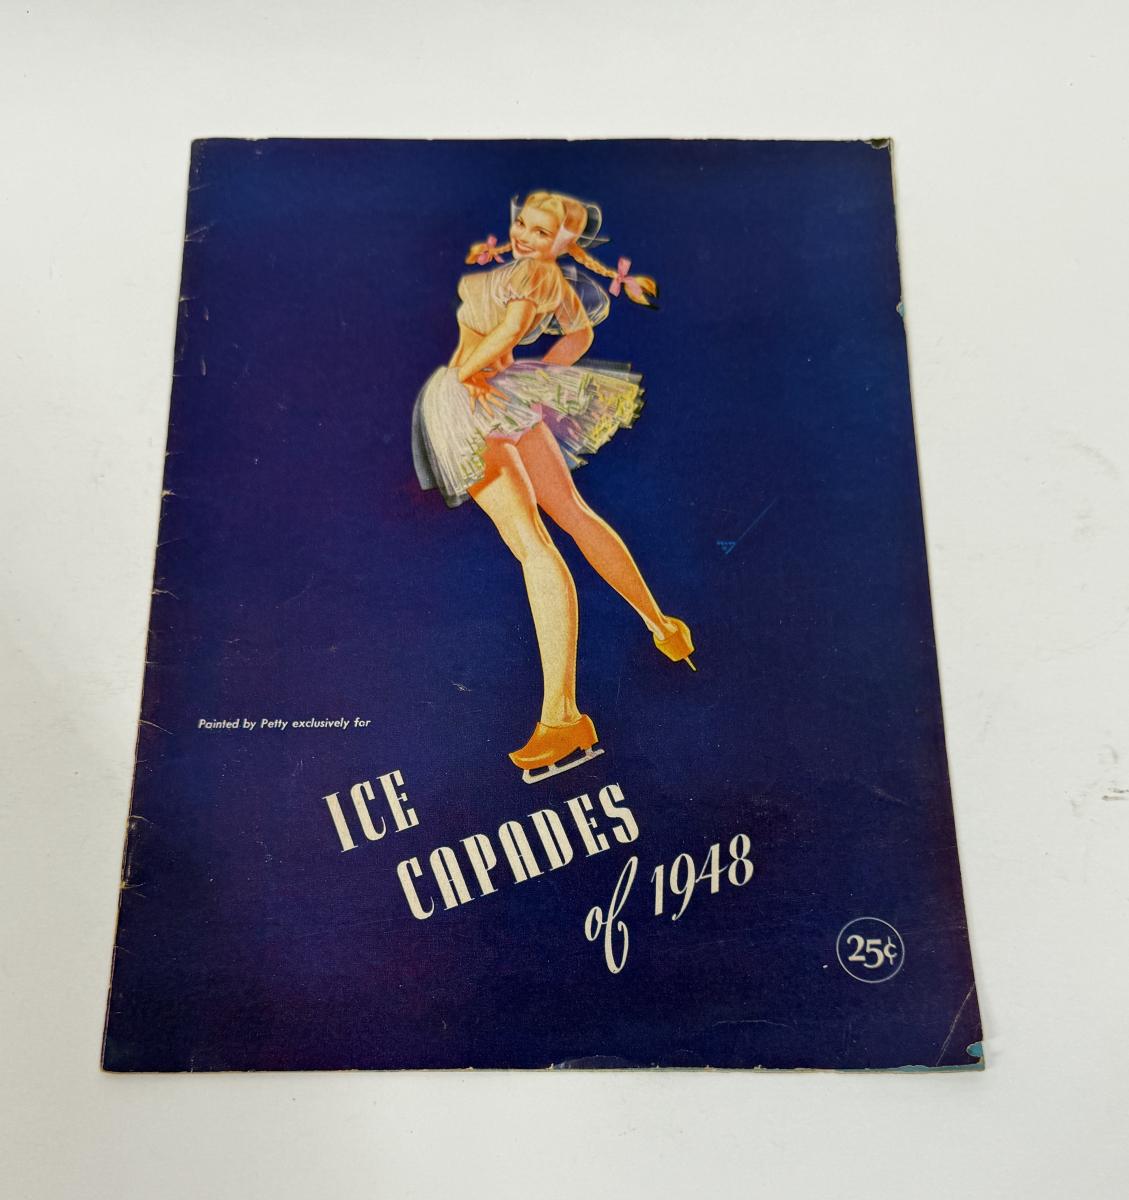 Painted by Petty exclusively for
ICE
CAPADES
of 1948
25¢